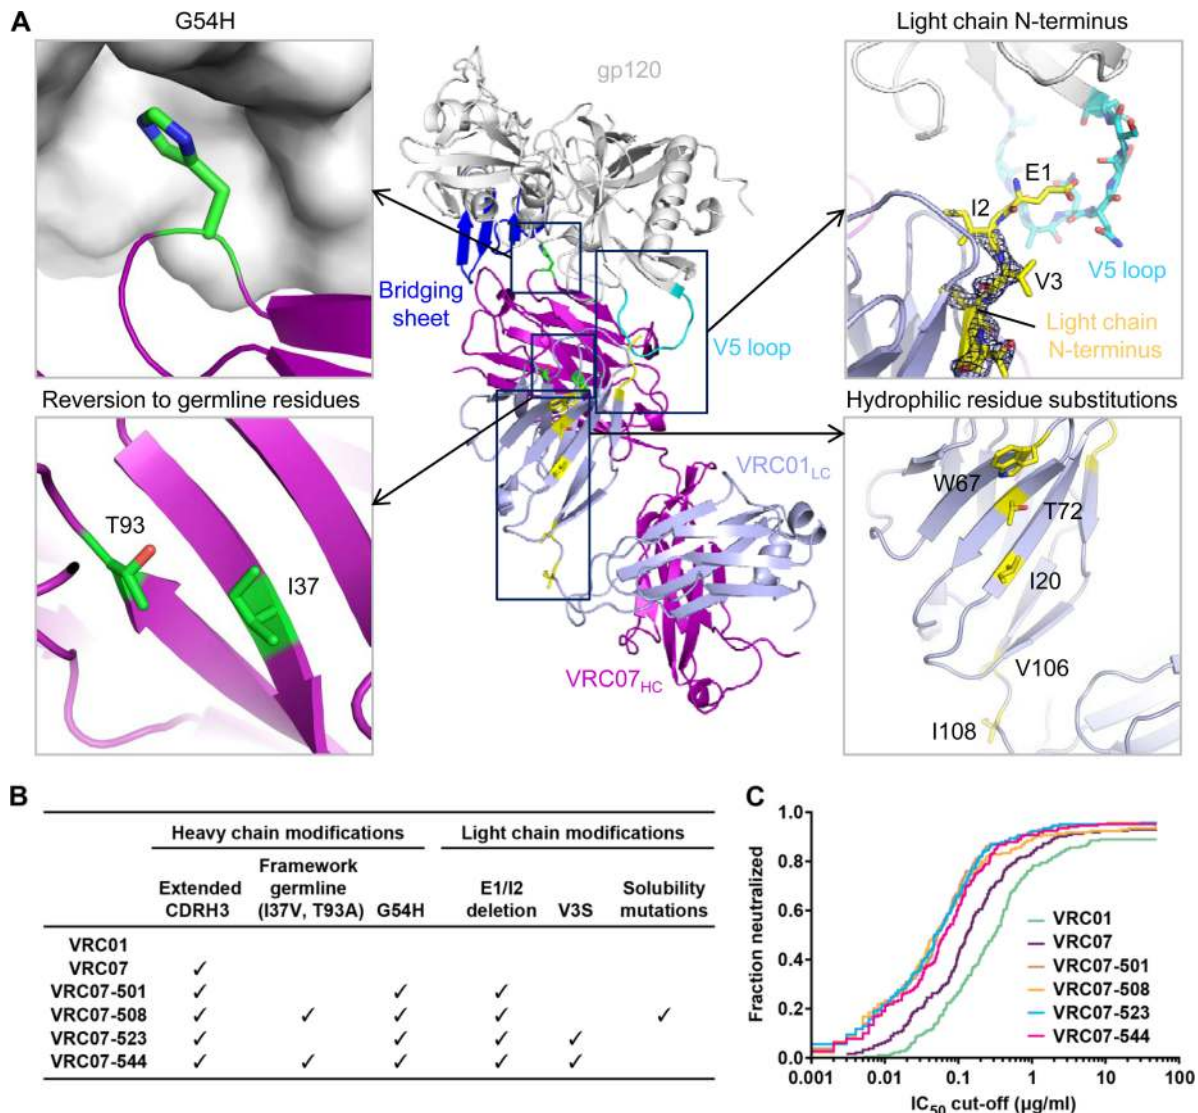 A
G54H
gp120
Bridging
sheet
V5 loop
VRC01LC
VRC07HC
Light chain N-terminus
E1
I2
V3
V5 loop
Light chain
N-terminus
Reversion to germline residues
T93
I37
Hydrophilic residue substitutions
W67
T72
I20
V106
I108
B
Heavy chain modifications Light chain modifications
Extended CDRH3
Framework germline (I37V, T93A)
G54H
E1/I2 deletion
V3S
Solubility mutations
VRC01
VRC07 ✓
VRC07-501 ✓ ✓ ✓
VRC07-508 ✓ ✓ ✓ ✓ ✓
VRC07-523 ✓ ✓ ✓ ✓
VRC07-544 ✓ ✓ ✓ ✓ ✓
C
Fraction neutralized
1.0
0.8
0.6
0.4
0.2
0.0
0.001 0.01 0.1 1 10 100
IC50 cut-off (µg/ml)
VRC01
VRC07
VRC07-501
VRC07-508
VRC07-523
VRC07-544